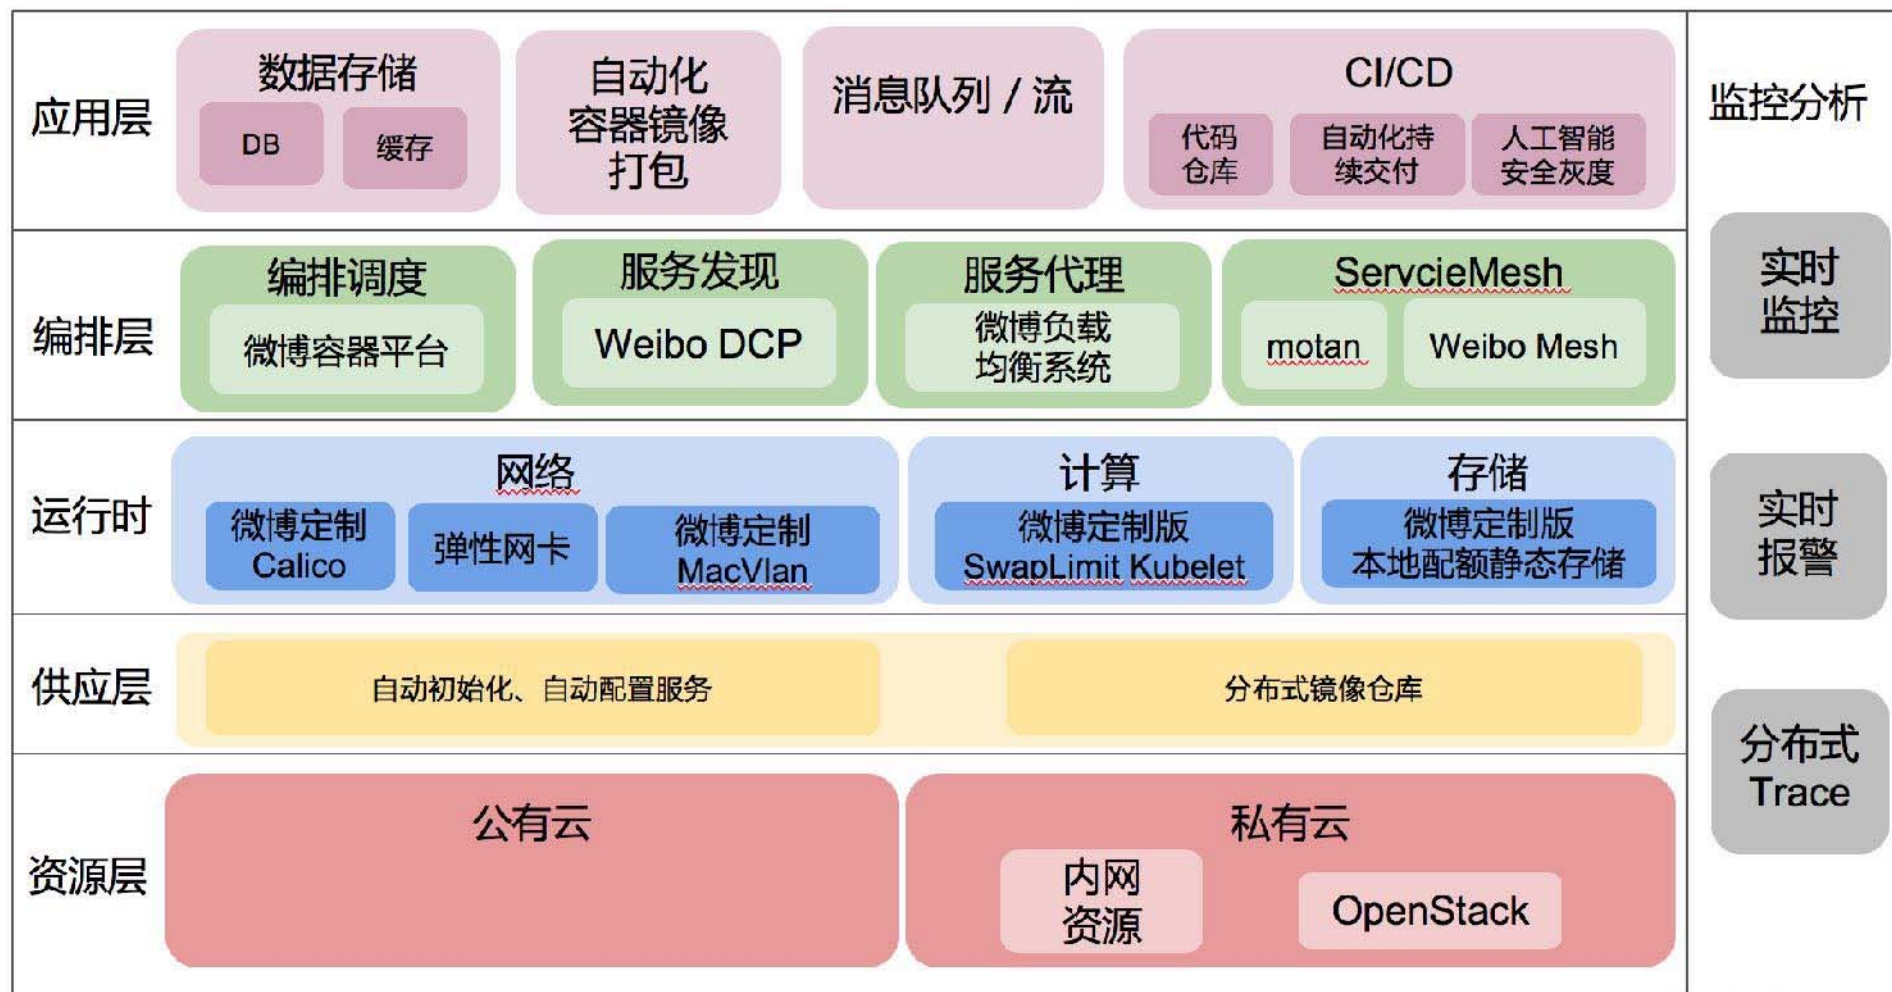 应用层
数据存储
DB
缓存
自动化
容器镜像
打包
消息队列 / 流
CI/CD
代码
仓库
自动化持
续交付
人工智能
安全灰度
编排层
编排调度
微博容器平台
服务发现
Weibo DCP
服务代理
微博负载
均衡系统
ServcieMesh
motan
Weibo Mesh
运行时
网络
微博定制
Calico
弹性网卡
微博定制
MacVlan
计算
微博定制版
SwapLimit Kubelet
存储
微博定制版
本地配额静态存储
供应层
自动初始化、自动配置服务
分布式镜像仓库
资源层
公有云
私有云
内网
资源
OpenStack
监控分析
实时
监控
实时
报警
分布式
Trace